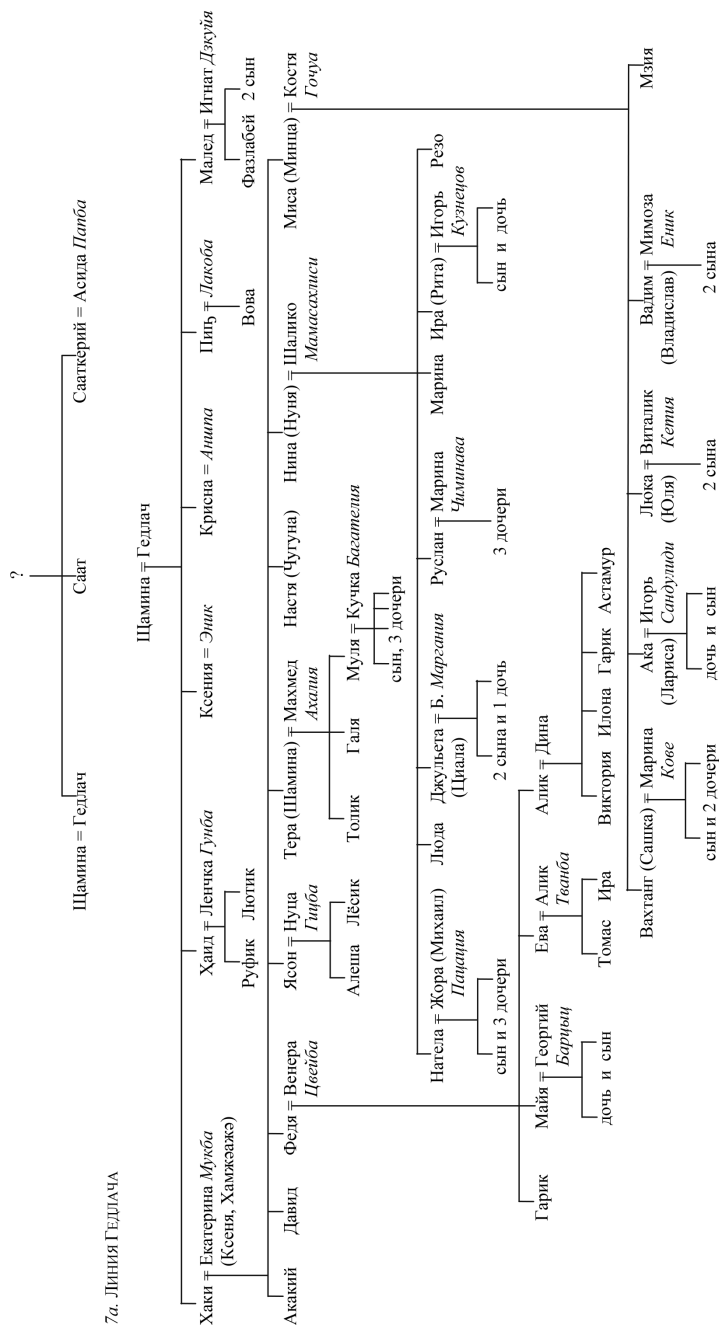 7а. ЛИНИЯ ГЕДЛАЧА
?
Щамина = Гедлач Саат Сааткерий = Асида Папба
Щамина = Гедлач
Хаки = Екатерина Мукба Ҳаид = Ленчка Гунба Ксения = Эник Крисна = Аншба Лакоба Малед = Игнат Дзкуйя
(Ксеня, Хамжәажә) Руфик Лютик Вова Фазлабей 2 сын
Акакий Давид Федя = Венера Ясон = Нуца Тера (Шамина) = Махмед Настя (Чугуна) Нина (Нуня) = Шалико Миса (Минца) = Костя
Цвейба Гицба Ахалия Мамасахлиси Гочуа
Алеша Лёсик Толик Галя Муля = Кучка Багателия
сын, 3 дочери
Натела = Жора (Михаил) Люда Джульета = Б. Маргания Руслан = Марина Марина Ира (Рита) = Игорь Резо
Пацация (Циала) Чиминава Кузнецов
сын и 3 дочери 2 сына и 1 дочь 3 дочери сын и дочь
Гарик Майя = Георгий Ева = Алик Алик = Дина
Барцыц Тванба
дочь и сын Томас Ира Виктория Илона Гарик Астамур
Вахтанг (Сашка) = Марина Ака = Игорь Люка = Виталик Вадим = Мимоза Мзия
Кове (Лариса) Сандулиди (Юля) Кетия (Владислав) Еник
сын и 2 дочери дочь и сын 2 сына 2 сына